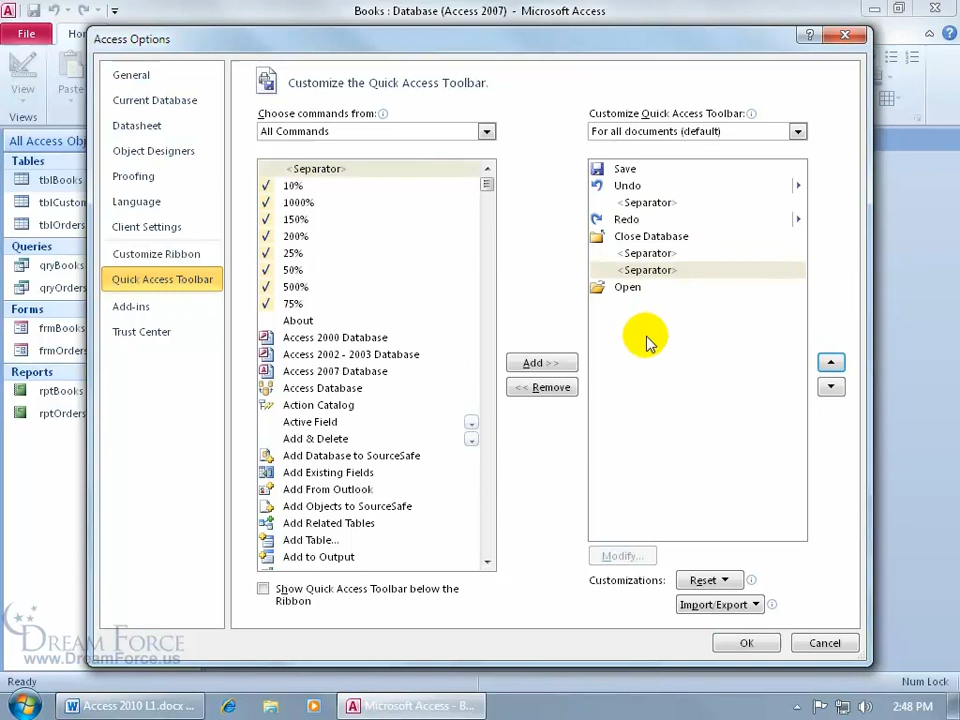 Books : Database (Access 2007) - Microsoft Access
File
Ho
View
Paste
Views
All Access Obj
Tables
tblBooks
tblCustom
tblOrders
Queries
qryBooks
qryOrders
Forms
frmBooks
frmOrders
Reports
rptBooks
rptOrders
Access Options
General
Current Database
Datasheet
Object Designers
Proofing
Language
Client Settings
Customize Ribbon
Quick Access Toolbar
Add-ins
Trust Center
Customize the Quick Access Toolbar.
Choose commands from:
All Commands
<Separator>
10%
1000%
150%
200%
25%
50%
500%
75%
About
Access 2000 Database
Access 2002 - 2003 Database
Access 2007 Database
Access Database
Action Catalog
Active Field
Add & Delete
Add Database to SourceSafe
Add Existing Fields
Add From Outlook
Add Objects to SourceSafe
Add Related Tables
Add Table...
Add to Output
Show Quick Access Toolbar below the
Ribbon
Add >>
<< Remove
Customize Quick Access Toolbar:
For all documents (default)
Save
Undo
<Separator>
Redo
Close Database
<Separator>
<Separator>
Open
Modify...
Customizations:
Reset
Import/Export
OK
Cancel
DREAM FORCE
www.DreamForce.us
Ready
Num Lock
Access 2010 L1.docx ...
Microsoft Access - B...
2:48 PM